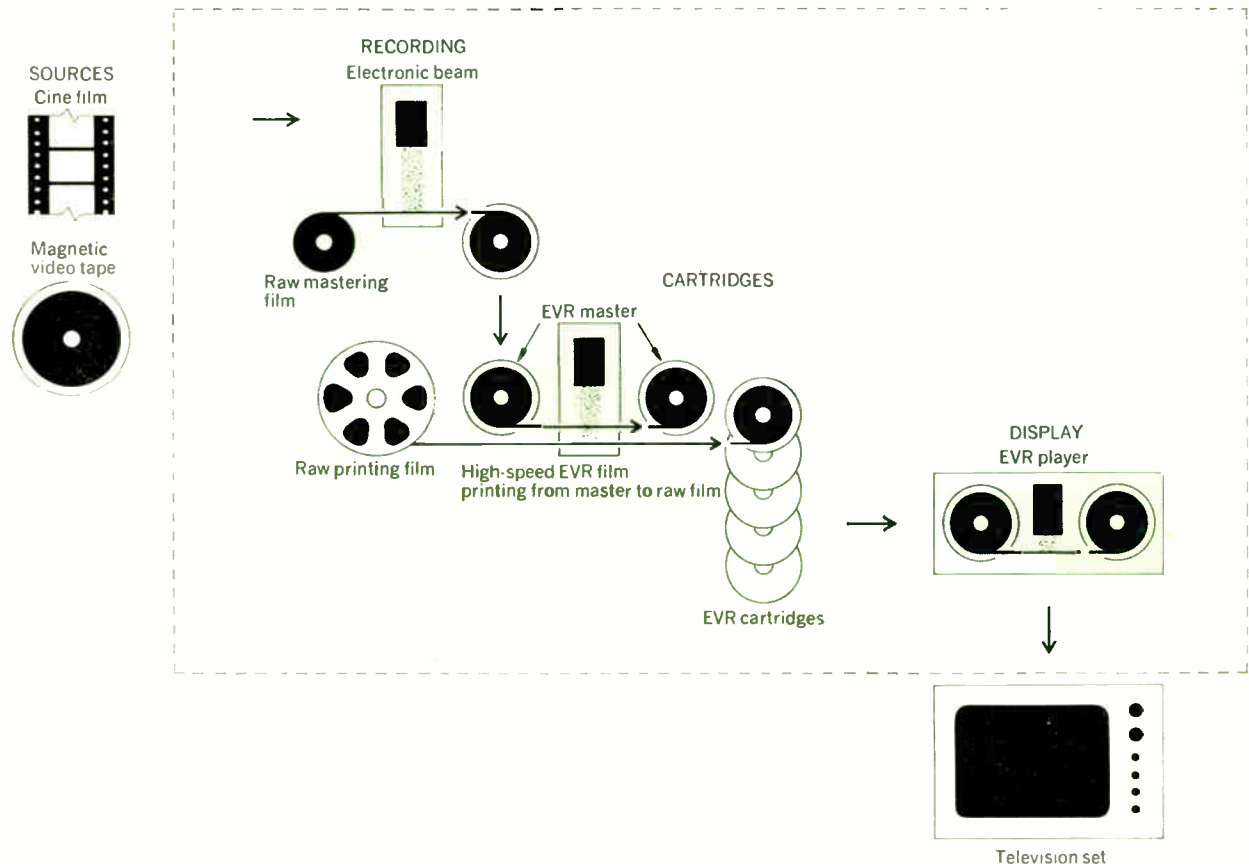 SOURCES
Cine film
Magnetic
video tape
RECORDING
Electronic beam
Raw mastering
film
CARTRIDGES
EVR master
Raw printing film
High-speed EVR film
printing from master to raw film
EVR cartridges
DISPLAY
EVR player
Television set